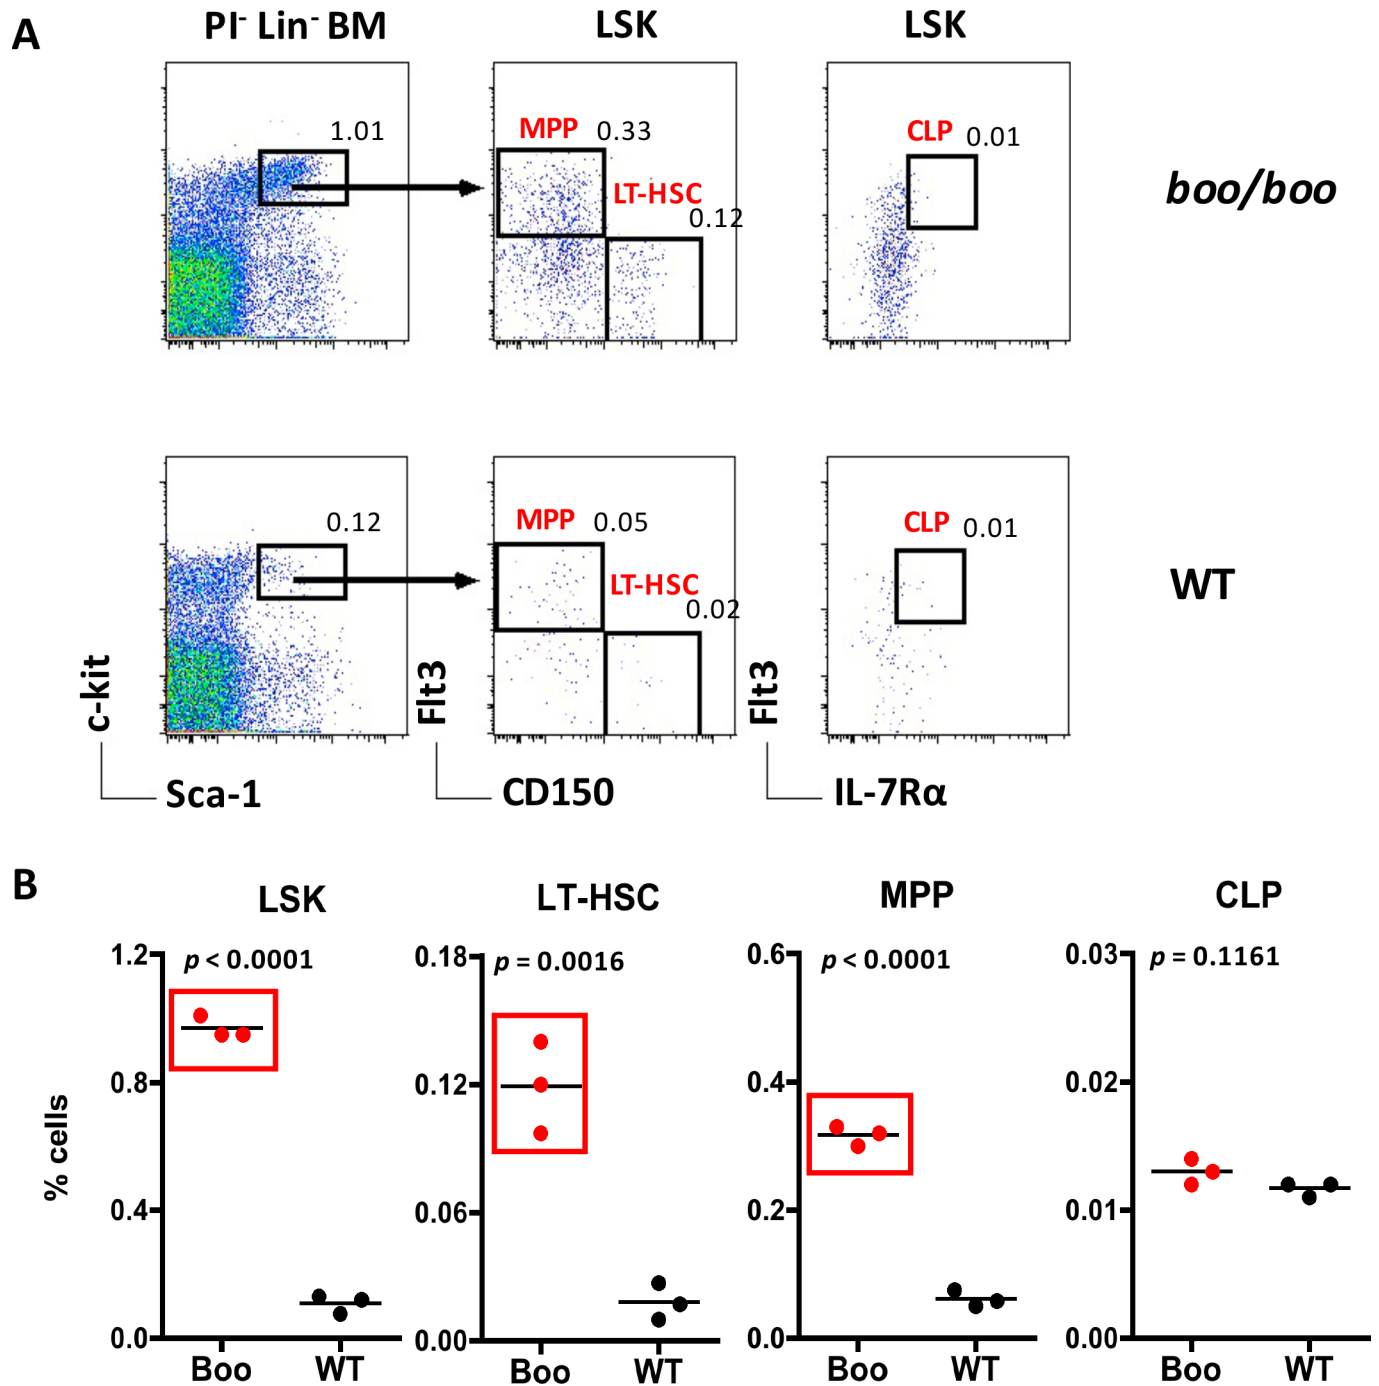 A
PI- Lin- BM
LSK
LSK
1.01
MPP 0.33
LT-HSC
0.12
CLP 0.01
boo/boo
0.12
MPP 0.05
LT-HSC
0.02
CLP 0.01
WT
c-kit
Sca-1
Flt3
CD150
Flt3
IL-7Rα
B
LSK
LT-HSC
MPP
CLP
% cells
1.2
0.8
0.4
0.0
p < 0.0001
Boo
WT
0.18
0.12
0.06
0.00
p = 0.0016
Boo
WT
0.6
0.4
0.2
0.0
p < 0.0001
Boo
WT
0.03
0.02
0.01
0.00
p = 0.1161
Boo
WT